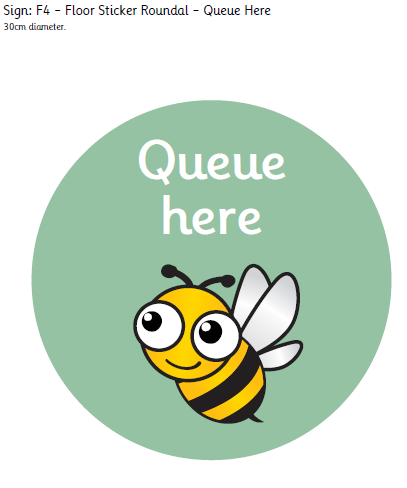 Sign: F4 - Floor Sticker Roundal - Queue Here
30cm diameter.
Queue
here